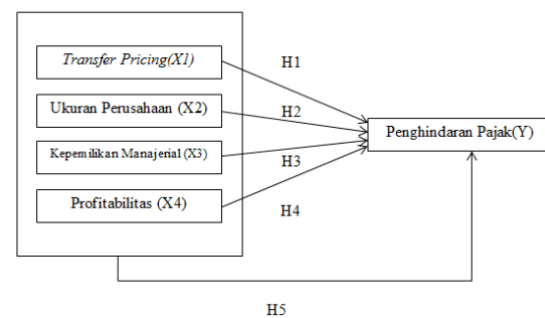 Transfer Pricing(X1)
H1
Ukuran Perusahaan (X2)
H2
Penghindaran Pajak(Y)
Kepemilikan Manajerial (X3)
H3
Profitabilitas (X4)
H4
H5